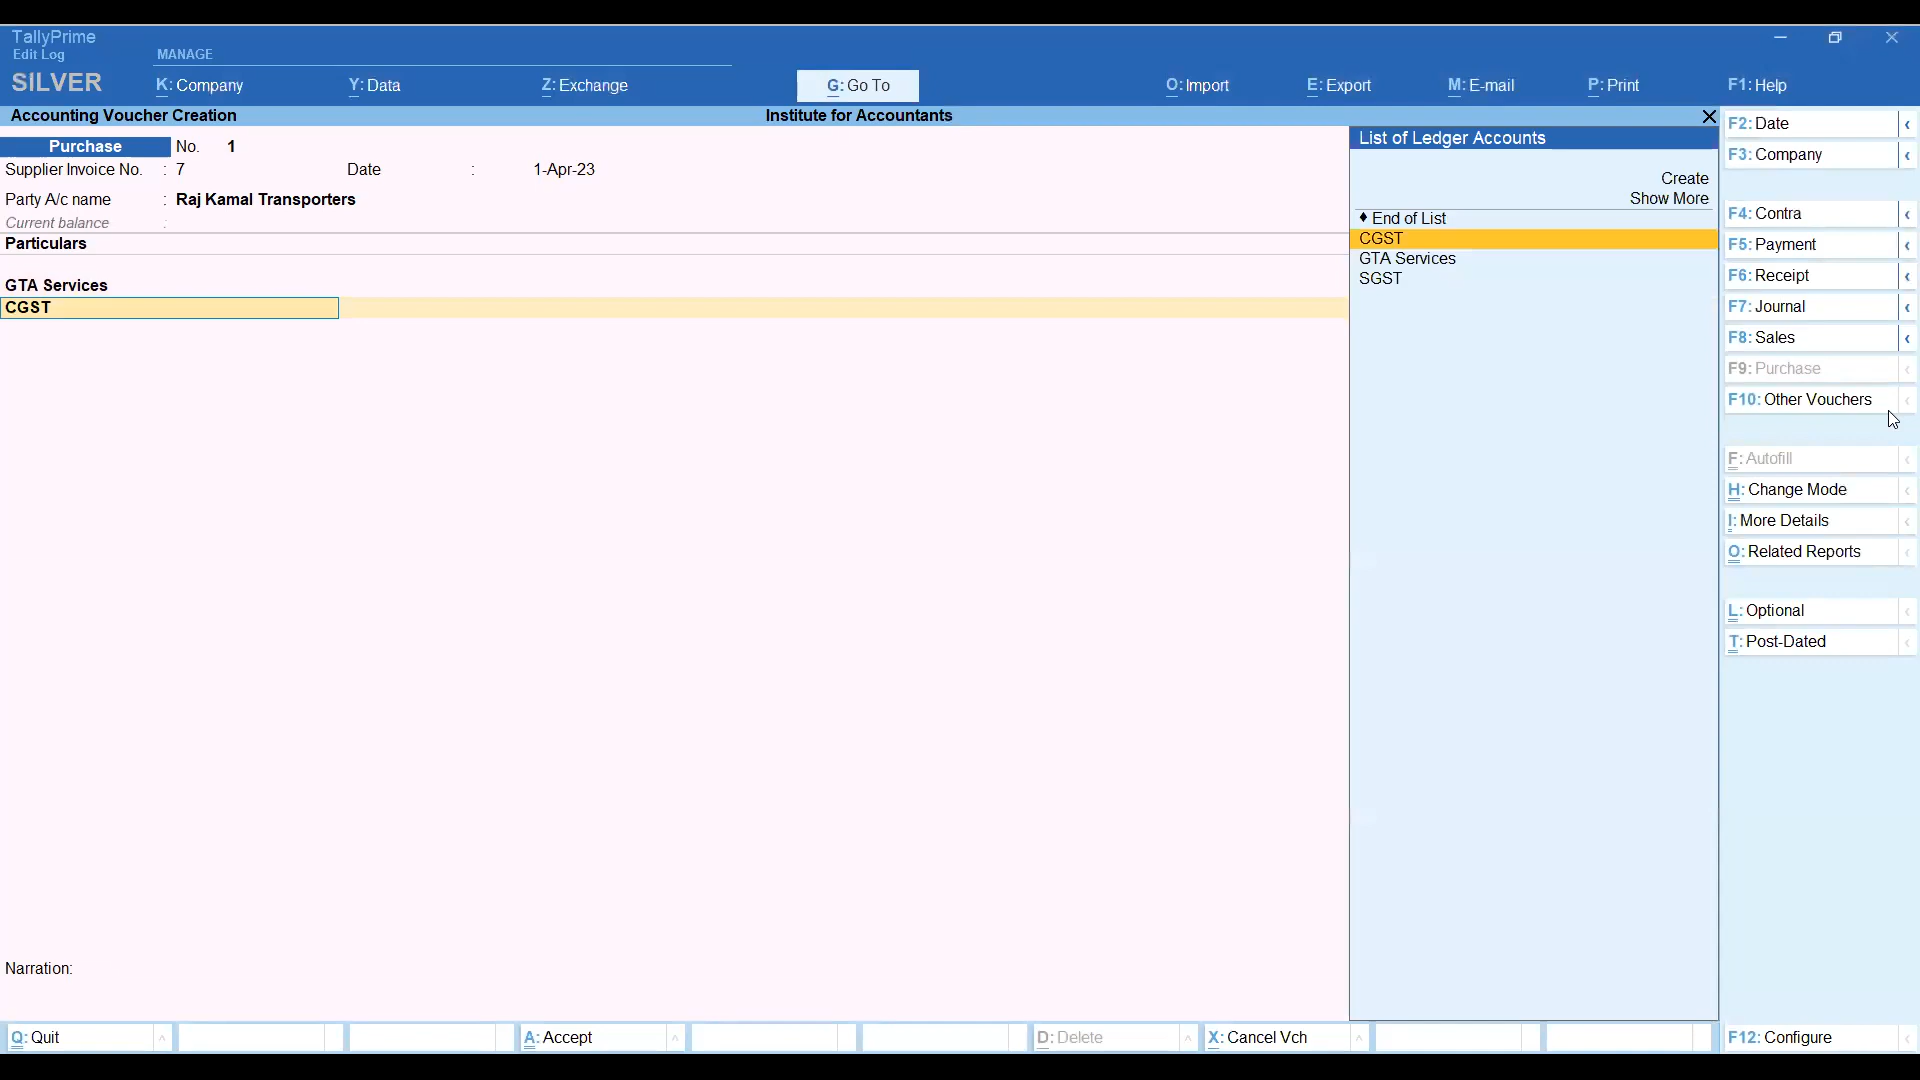 TallyPrime
Edit Log
SILVER
MANAGE
K: Company
Y: Data
Z: Exchange
G: Go To
O: Import
E: Export
M: E-mail
P: Print
F1: Help
Accounting Voucher Creation
Institute for Accountants
Purchase No. 1
Supplier Invoice No. : 7 Date : 1-Apr-23
Party A/c name : Raj Kamal Transporters
Current balance :
Particulars
GTA Services
CGST
Narration:
List of Ledger Accounts
Create
Show More
♦ End of List
CGST
GTA Services
SGST
F2: Date
F3: Company
F4: Contra
F5: Payment
F6: Receipt
F7: Journal
F8: Sales
F9: Purchase
F10: Other Vouchers
F: Autofill
H: Change Mode
I: More Details
O: Related Reports
L: Optional
T: Post-Dated
Q: Quit
A: Accept
D: Delete
X: Cancel Vch
F12: Configure